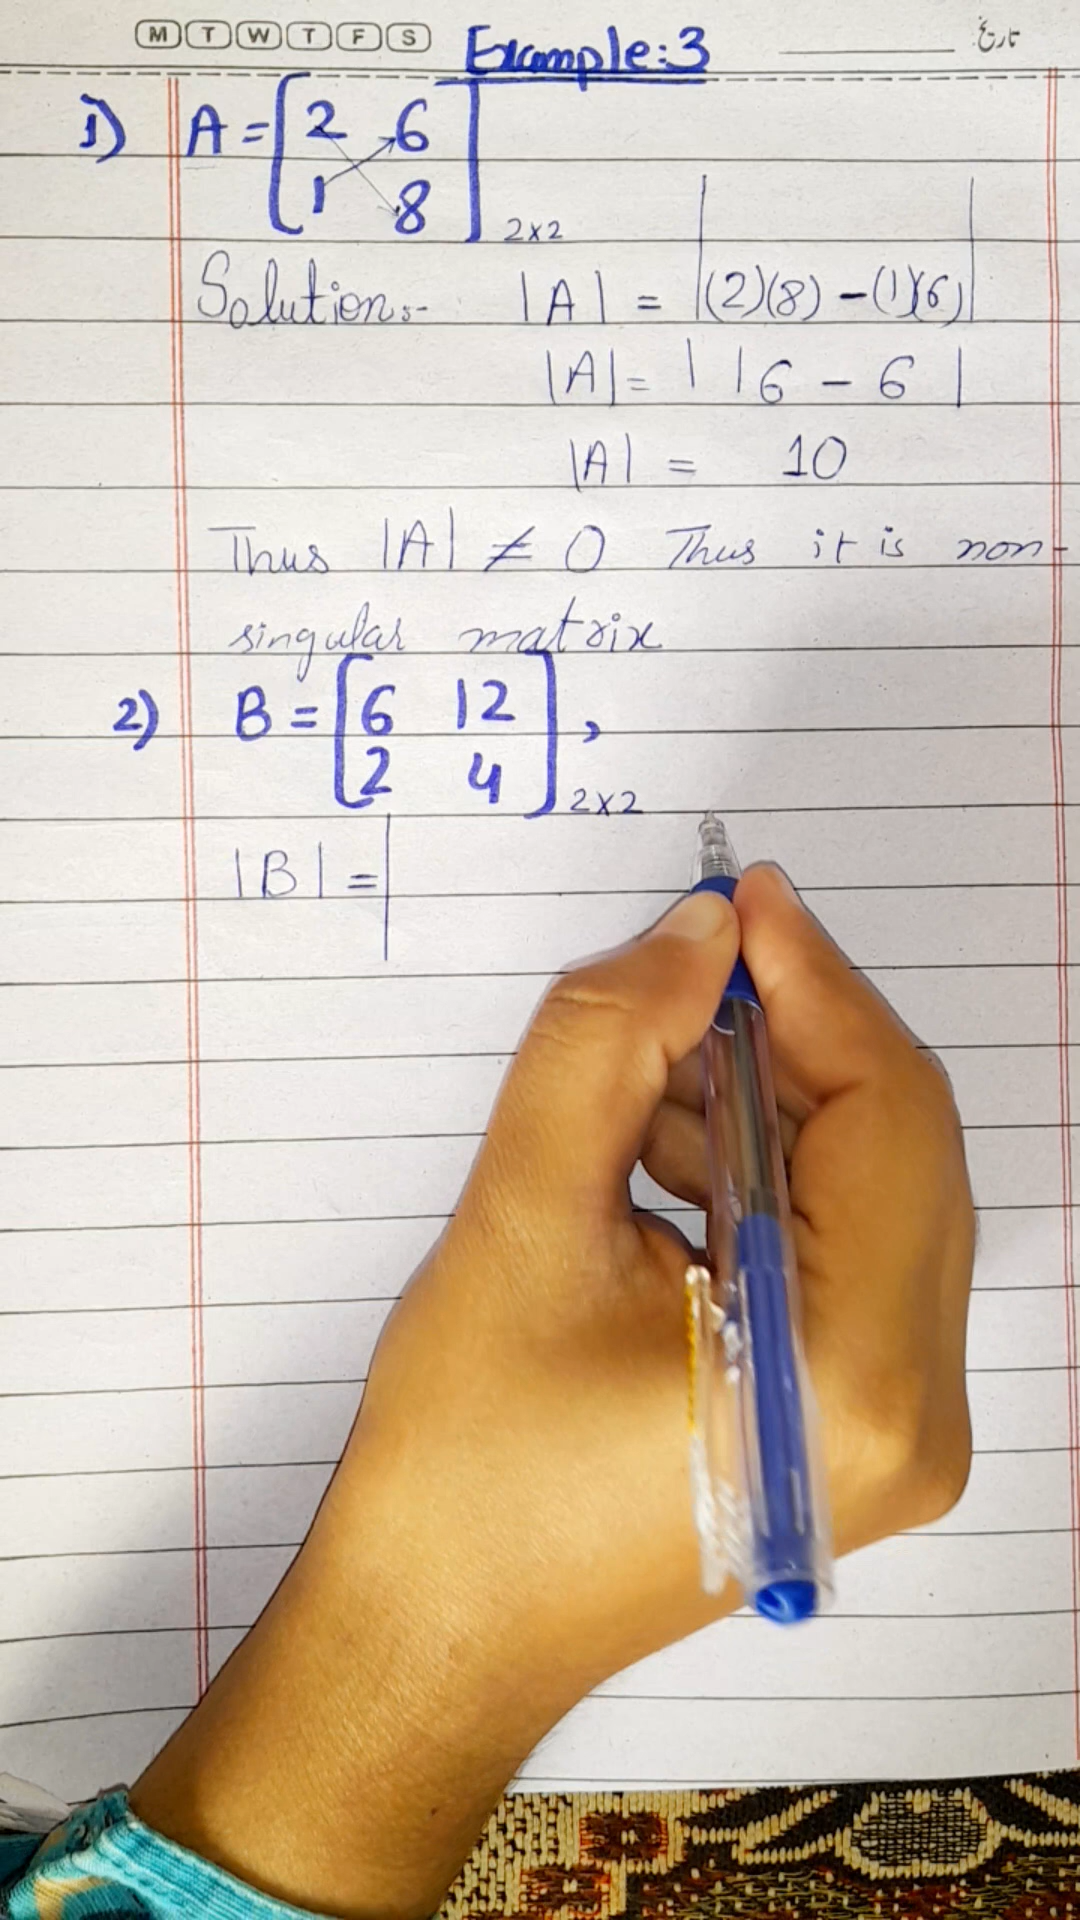 M T W T F S Example:3 تاریخ
1) A = [2 6
1 8] 2x2
Solution:- |A| = |(2)(8) - (1)(6)|
|A| = | 16 - 6 |
|A| = 10
Thus |A| ≠ 0 Thus it is non-
singular matrix
2) B = [6 12
2 4] 2x2 ,
|B| = |